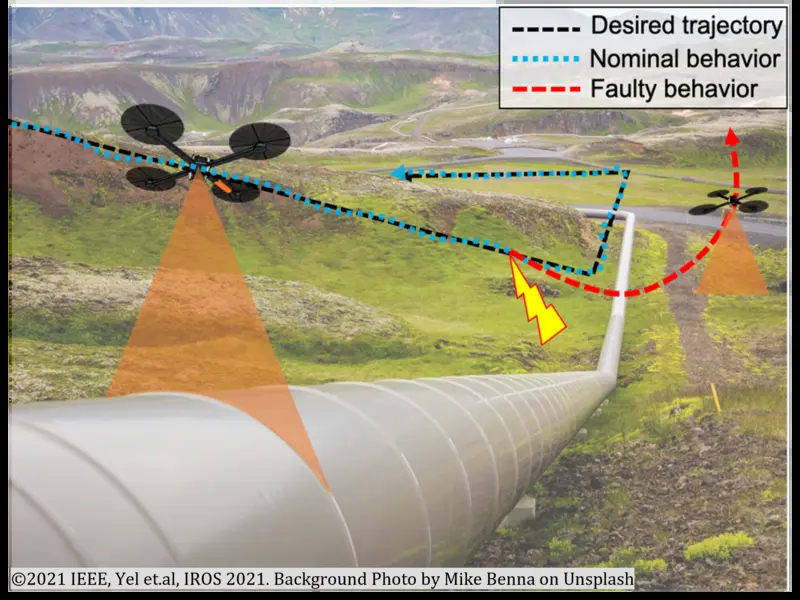 Desired trajectory
Nominal behavior
Faulty behavior
©2021 IEEE, Yel et.al, IROS 2021. Background Photo by Mike Benna on Unsplash